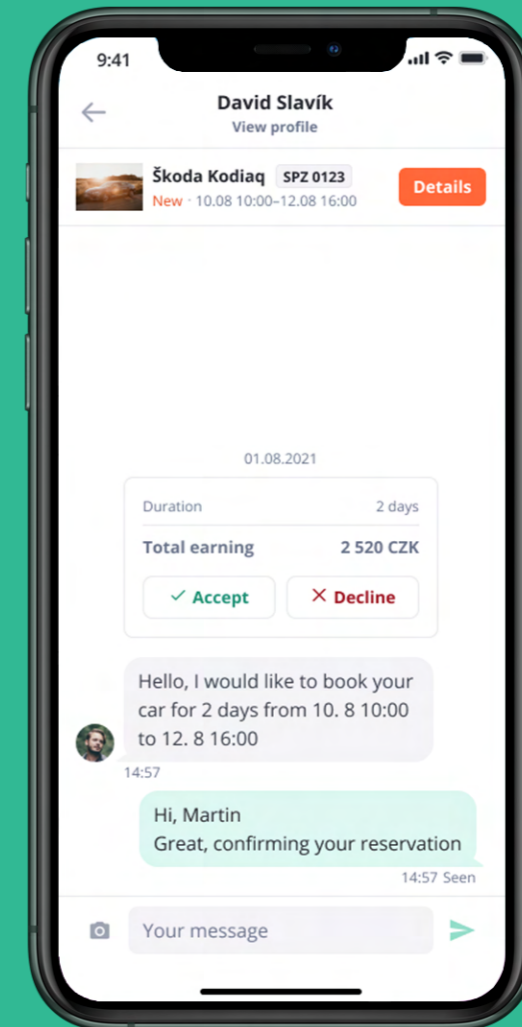 9:41
David Slavík
View profile
Škoda Kodiaq SPZ 0123
New · 10.08 10:00–12.08 16:00
Details
01.08.2021
Duration 2 days
Total earning 2 520 CZK
Accept Decline
Hello, I would like to book your
car for 2 days from 10. 8 10:00
to 12. 8 16:00
14:57
Hi, Martin
Great, confirming your reservation
14:57 Seen
Your message